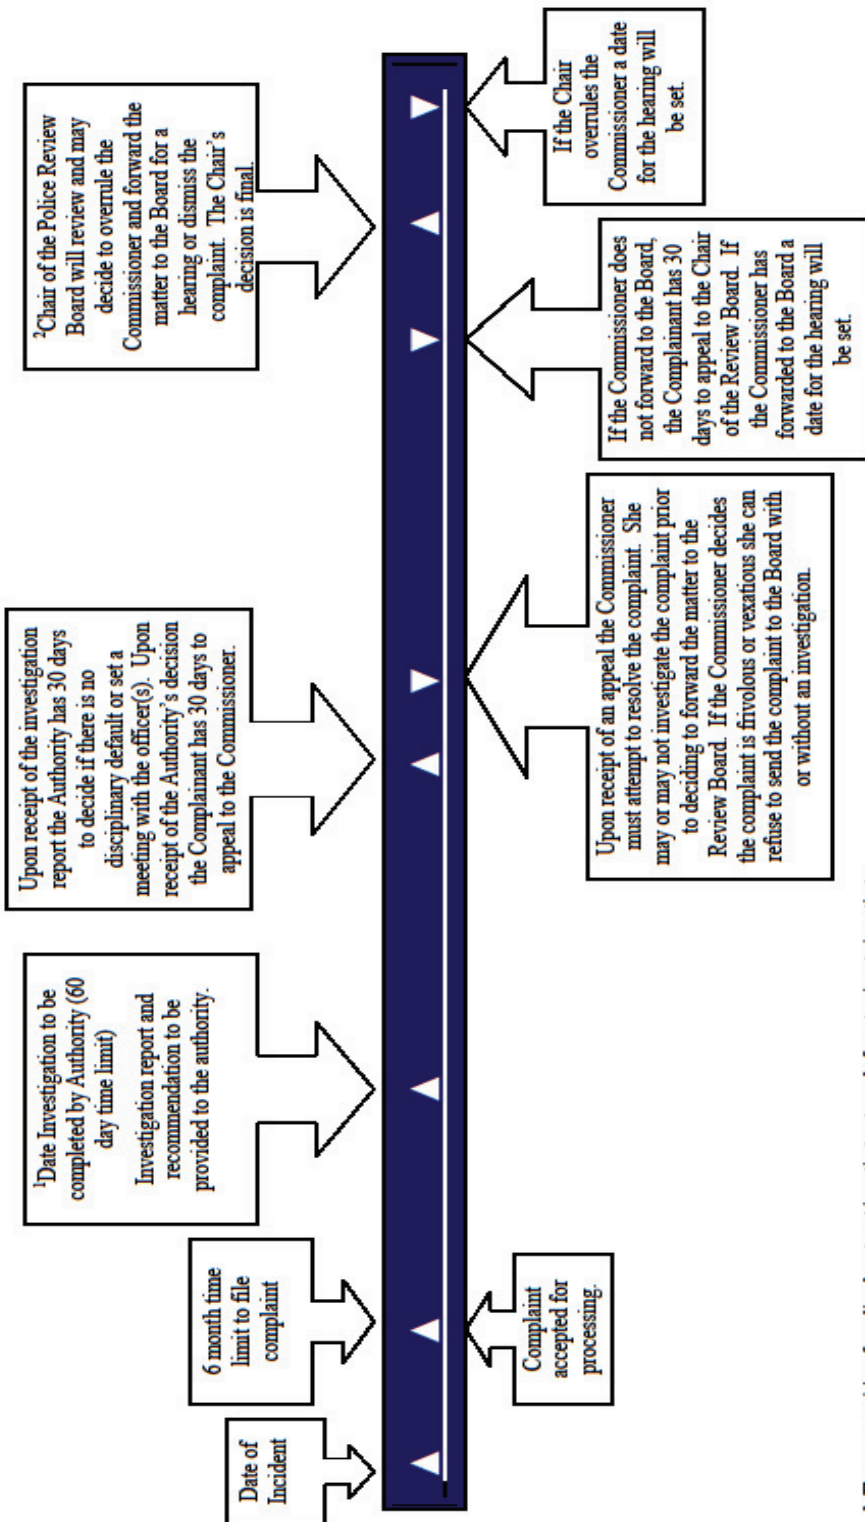 Date of
Incident
6 month time
limit to file
complaint
Complaint
accepted for
processing.
¹Date Investigation to be
completed by Authority (60
day time limit)
Investigation report and
recommendation to be
provided to the authority.
Upon receipt of the investigation
report the Authority has 30 days
to decide if there is no
disciplinary default or set a
meeting with the officer(s). Upon
receipt of the Authority's decision
the Complainant has 30 days to
appeal to the Commissioner.
Upon receipt of an appeal the Commissioner
must attempt to resolve the complaint. She
may or may not investigate the complaint prior
to deciding to forward the matter to the
Review Board. If the Commissioner decides
the complaint is frivolous or vexatious she can
refuse to send the complaint to the Board with
or without an investigation.
If the Commissioner does
not forward to the Board,
the Complainant has 30
days to appeal to the Chair
of the Review Board. If
the Commissioner has
forwarded to the Board a
date for the hearing will
be set.
²Chair of the Police Review
Board will review and may
decide to overrule the
Commissioner and forward the
matter to the Board for a
hearing or dismiss the
complaint. The Chair's
decision is final.
If the Chair
overrules the
Commissioner a date
for the hearing will
be set.